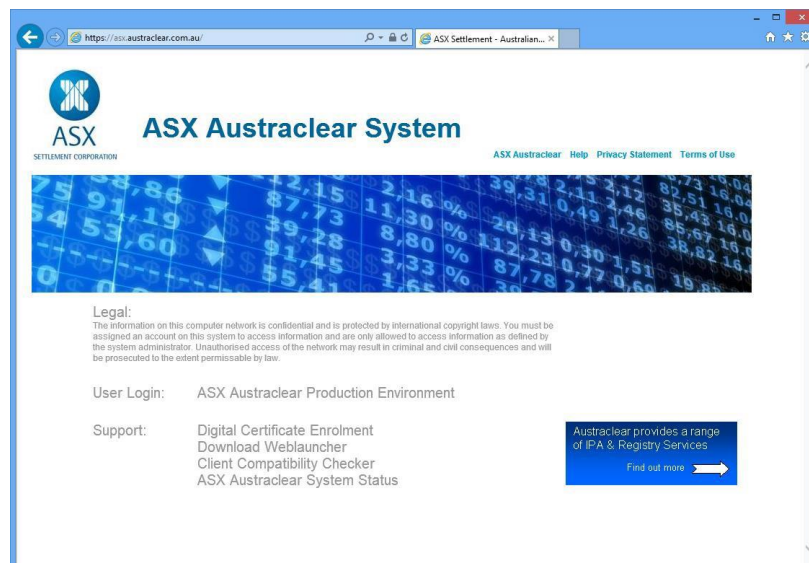 https://asx.austraclear.com.au/
ASX Settlement - Australian...
ASX
SETTLEMENT CORPORATION
ASX Austraclear System
ASX Austraclear Help Privacy Statement Terms of Use
Legal:
The information on this computer network is confidential and is protected by international copyright laws. You must be
assigned an account on this system to access information and are only allowed to access information as defined by
the system administrator. Unauthorised access of the network may result in criminal and civil consequences and will
be prosecuted to the extent permissable by law.
User Login: ASX Austraclear Production Environment
Support: Digital Certificate Enrolment
Download Weblauncher
Client Compatibility Checker
ASX Austraclear System Status
Austraclear provides a range
of IPA & Registry Services
Find out more